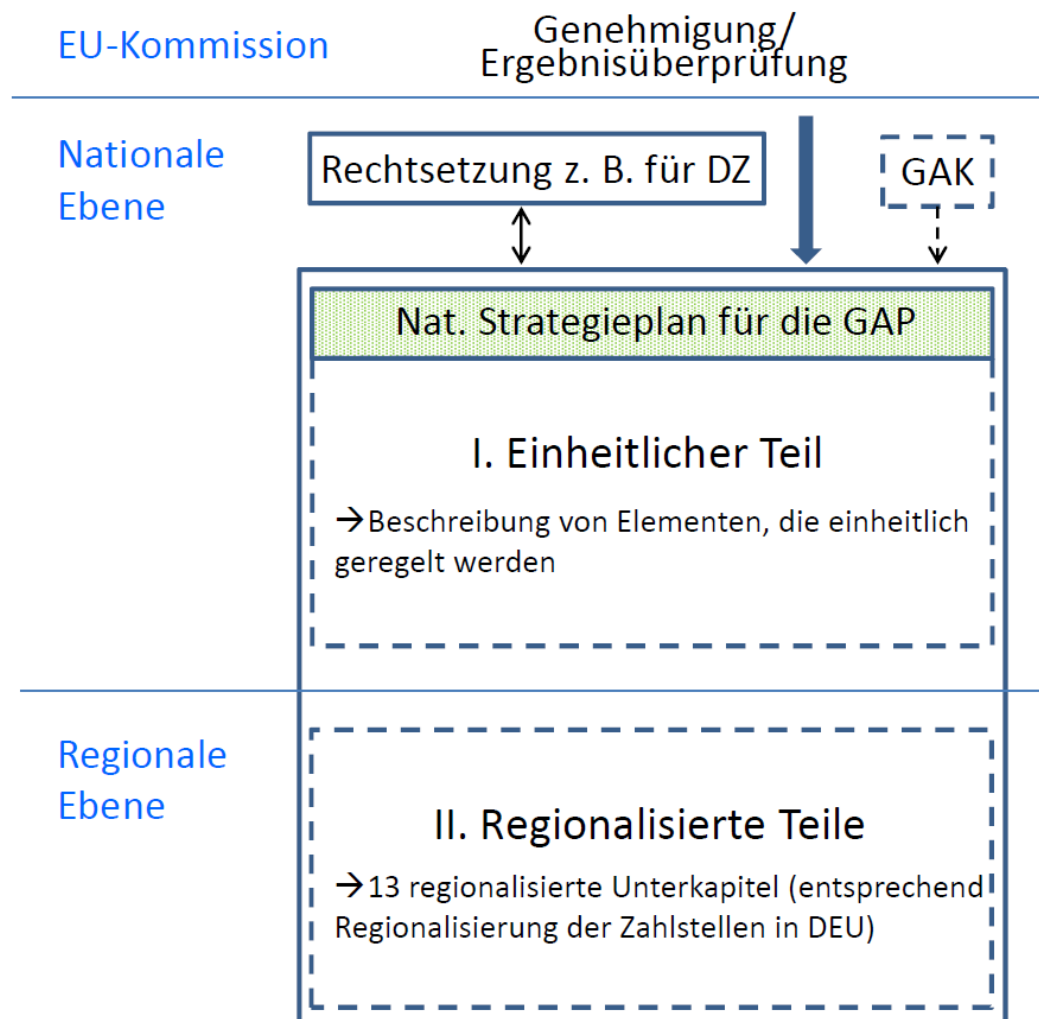 EU-Kommission
Genehmigung/
Ergebnisüberprüfung
Nationale
Ebene
Rechtsetzung z. B. für DZ
GAK
Nat. Strategieplan für die GAP
I. Einheitlicher Teil
→Beschreibung von Elementen, die einheitlich
geregelt werden
Regionale
Ebene
II. Regionalisierte Teile
→13 regionalisierte Unterkapitel (entsprechend
Regionalisierung der Zahlstellen in DEU)